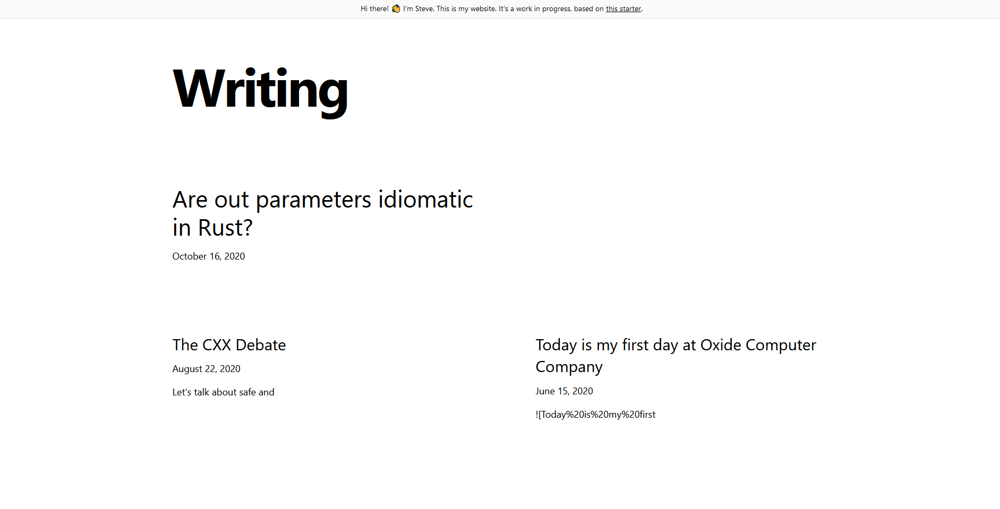 Hi there! 👏 I'm Steve. This is my website. It's a work in progress, based on this starter.
Writing
Are out parameters idiomatic
in Rust?
October 16, 2020
The CXX Debate
August 22, 2020
Let's talk about safe and
Today is my first day at Oxide Computer
Company
June 15, 2020
![Today%20is%20my%20first